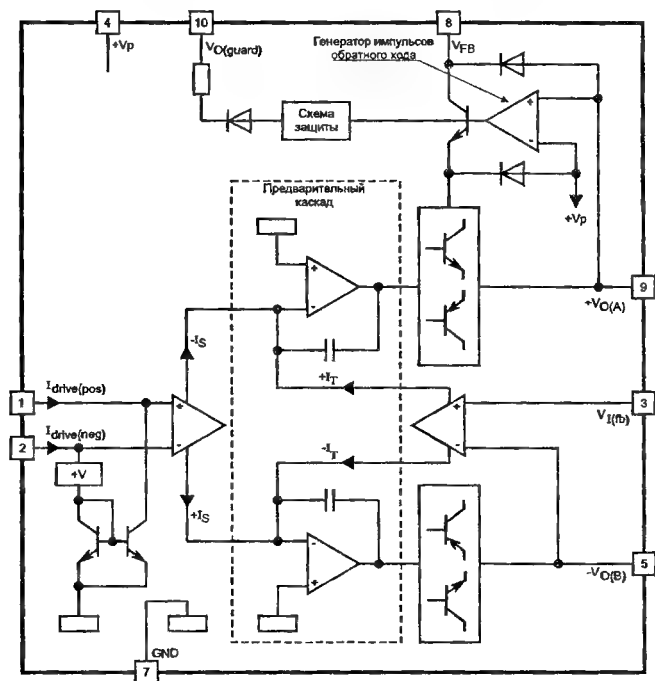 4
10
8
+Vp
VO(guard)
VFB
Генератор импульсов
обратного хода
Схема
защиты
+
-
+Vp
Предварительный
каскад
+
-
9
+VO(A)
-IS
+IT
1
Idrive(pos)
+
-
+
-
3
VI(fb)
2
Idrive(neg)
+V
-IT
+IS
-
+
5
-VO(B)
GND
7